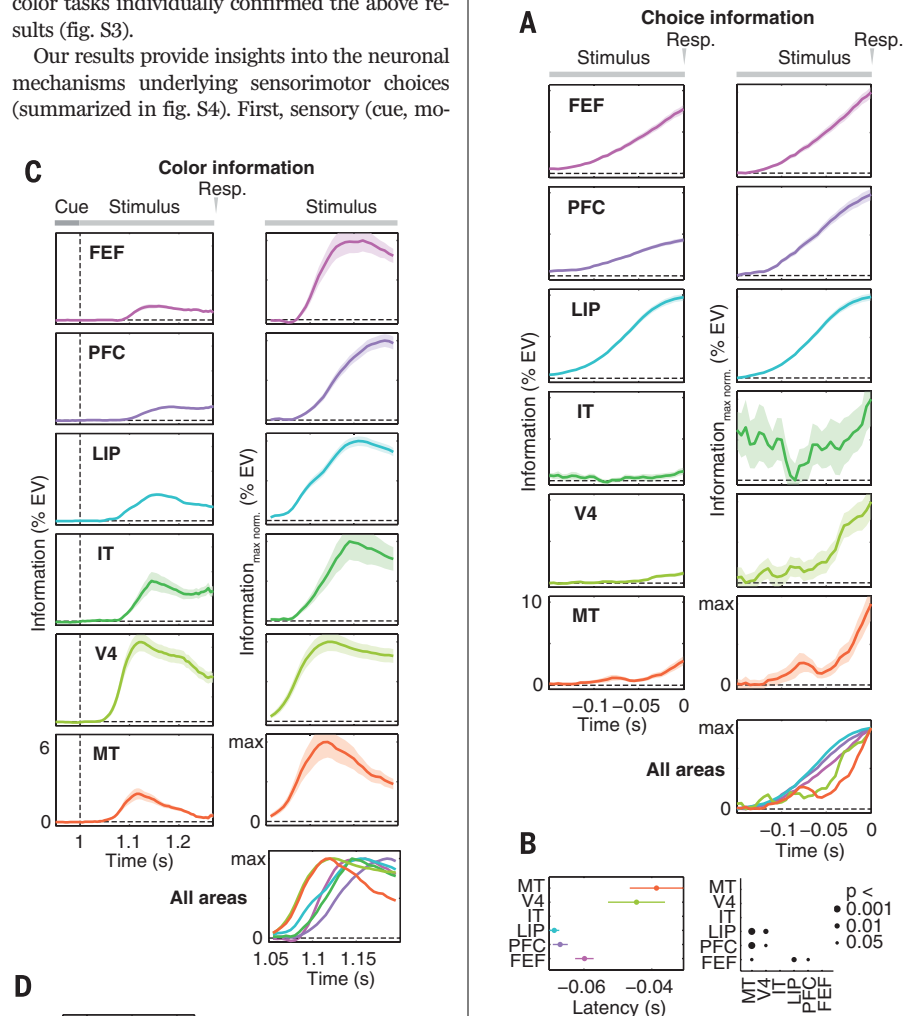 color tasks individually confirmed the above re-
sults (fig. S3).
Our results provide insights into the neuronal
mechanisms underlying sensorimotor choices
(summarized in fig. S4). First, sensory (cue, mo-
C
Color information
Resp.
Cue Stimulus
Stimulus
FEF
PFC
LIP
IT
V4
MT
Information (% EV)
Information max norm. (% EV)
6
0
max
0
1 1.1 1.2
Time (s)
All areas
max
0
1.05 1.1 1.15
Time (s)
D
A
Choice information
Resp.
Resp.
Stimulus
Stimulus
FEF
PFC
LIP
IT
V4
MT
Information (% EV)
Information max norm. (% EV)
10
0
max
0
−0.1 −0.05 0
Time (s)
All areas
max
0
−0.1 −0.05 0
Time (s)
B
MT
V4
IT
LIP
PFC
FEF
−0.06 −0.04
Latency (s)
MT
V4
IT
LIP
PFC
FEF
MT V4 IT LIP PFC FEF
p <
0.001
0.01
0.05